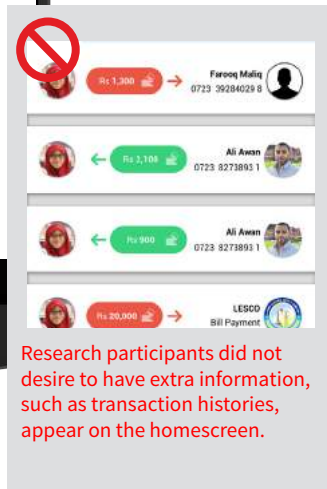 Rs 1,300
Farooq Maliq
0723 39284029 8
Rs 2,100
Ali Awan
0723 8273893 1
Rs 900
Ali Awan
0723 8273893 1
Rs 20,000
LESCO
Bill Payment
Research participants did not
desire to have extra information,
such as transaction histories,
appear on the homescreen.